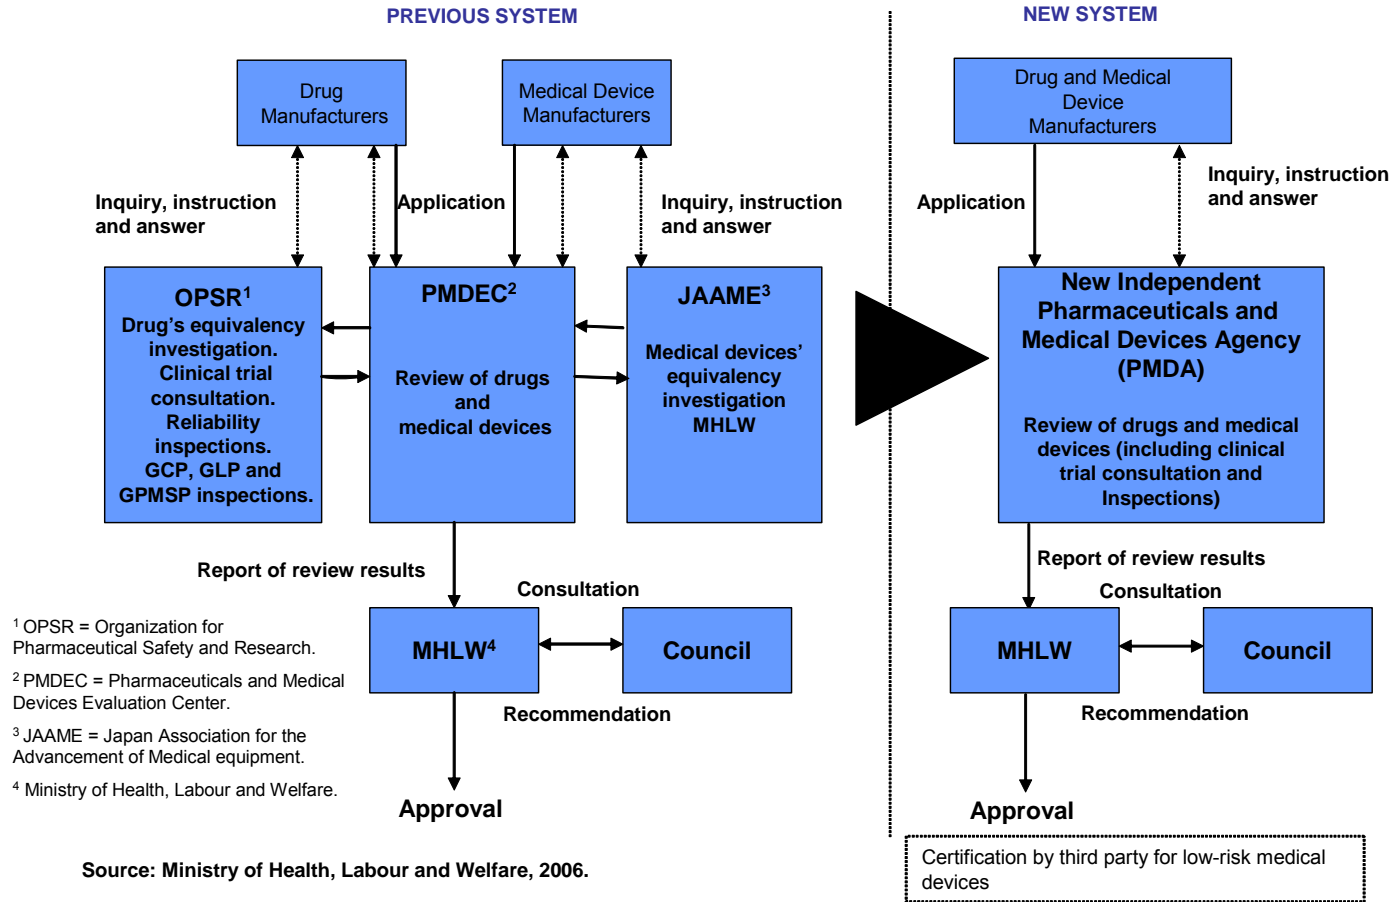 PREVIOUS SYSTEM
Drug
Manufacturers
Medical Device
Manufacturers
Inquiry, instruction
and answer
Application
Inquiry, instruction
and answer
OPSR1
Drug's equivalency
investigation.
Clinical trial
consultation.
Reliability
inspections.
GCP, GLP and
GPMSP inspections.
PMDEC2
Review of drugs
and
medical devices
JAAME3
Medical devices'
equivalency
investigation
MHLW
Report of review results
Consultation
MHLW4
Council
Recommendation
Approval
1 OPSR = Organization for
Pharmaceutical Safety and Research.
2 PMDEC = Pharmaceuticals and Medical
Devices Evaluation Center.
3 JAAME = Japan Association for the
Advancement of Medical equipment.
4 Ministry of Health, Labour and Welfare.
Source: Ministry of Health, Labour and Welfare, 2006.
NEW SYSTEM
Drug and Medical
Device
Manufacturers
Application
Inquiry, instruction
and answer
New Independent
Pharmaceuticals and
Medical Devices Agency
(PMDA)
Review of drugs and medical
devices (including clinical
trial consultation and
Inspections)
Report of review results
Consultation
MHLW
Council
Recommendation
Approval
Certification by third party for low-risk medical
devices